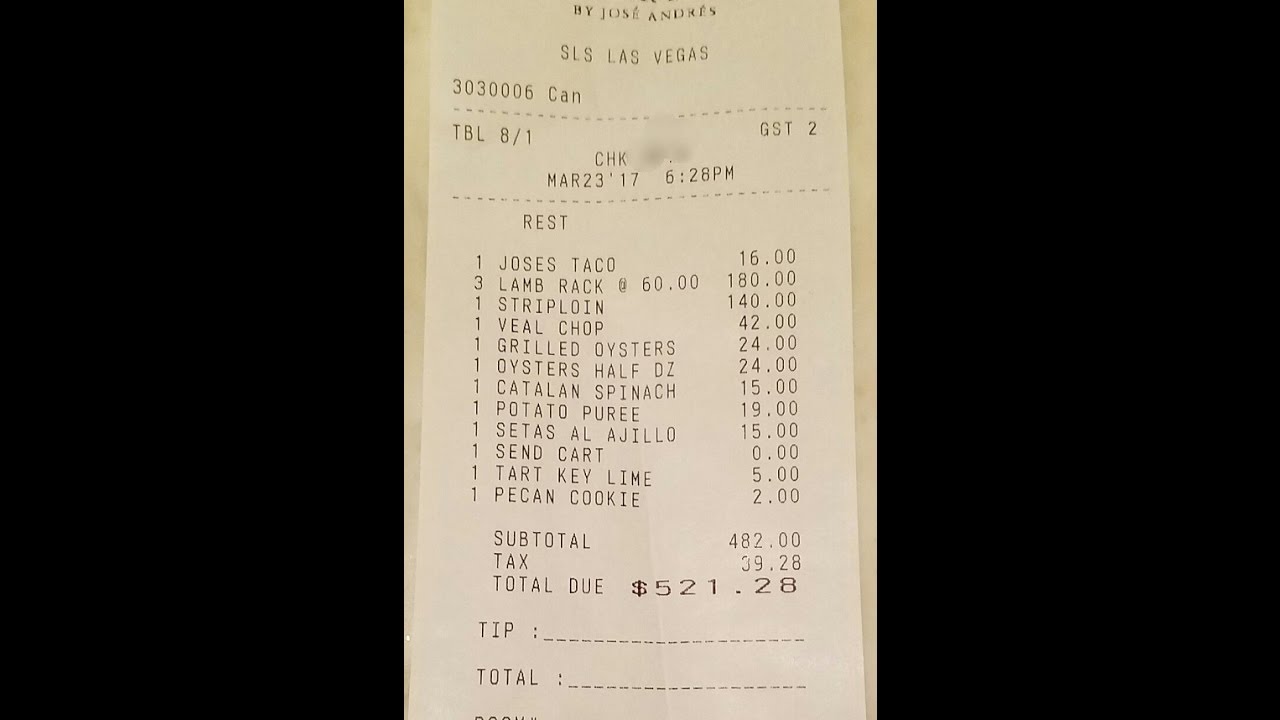 BY JOSÉ ANDRÉS
SLS LAS VEGAS
3030006 Can
TBL 8/1 GST 2
CHK
MAR23'17 6:28PM
REST
1 JOSES TACO 16.00
3 LAMB RACK @ 60.00 180.00
1 STRIPLOIN 140.00
1 VEAL CHOP 42.00
1 GRILLED OYSTERS 24.00
1 OYSTERS HALF DZ 24.00
1 CATALAN SPINACH 15.00
1 POTATO PUREE 19.00
1 SETAS AL AJILLO 15.00
1 SEND CART 0.00
1 TART KEY LIME 5.00
1 PECAN COOKIE 2.00
SUBTOTAL 482.00
TAX 39.28
TOTAL DUE $521.28
TIP :
TOTAL :